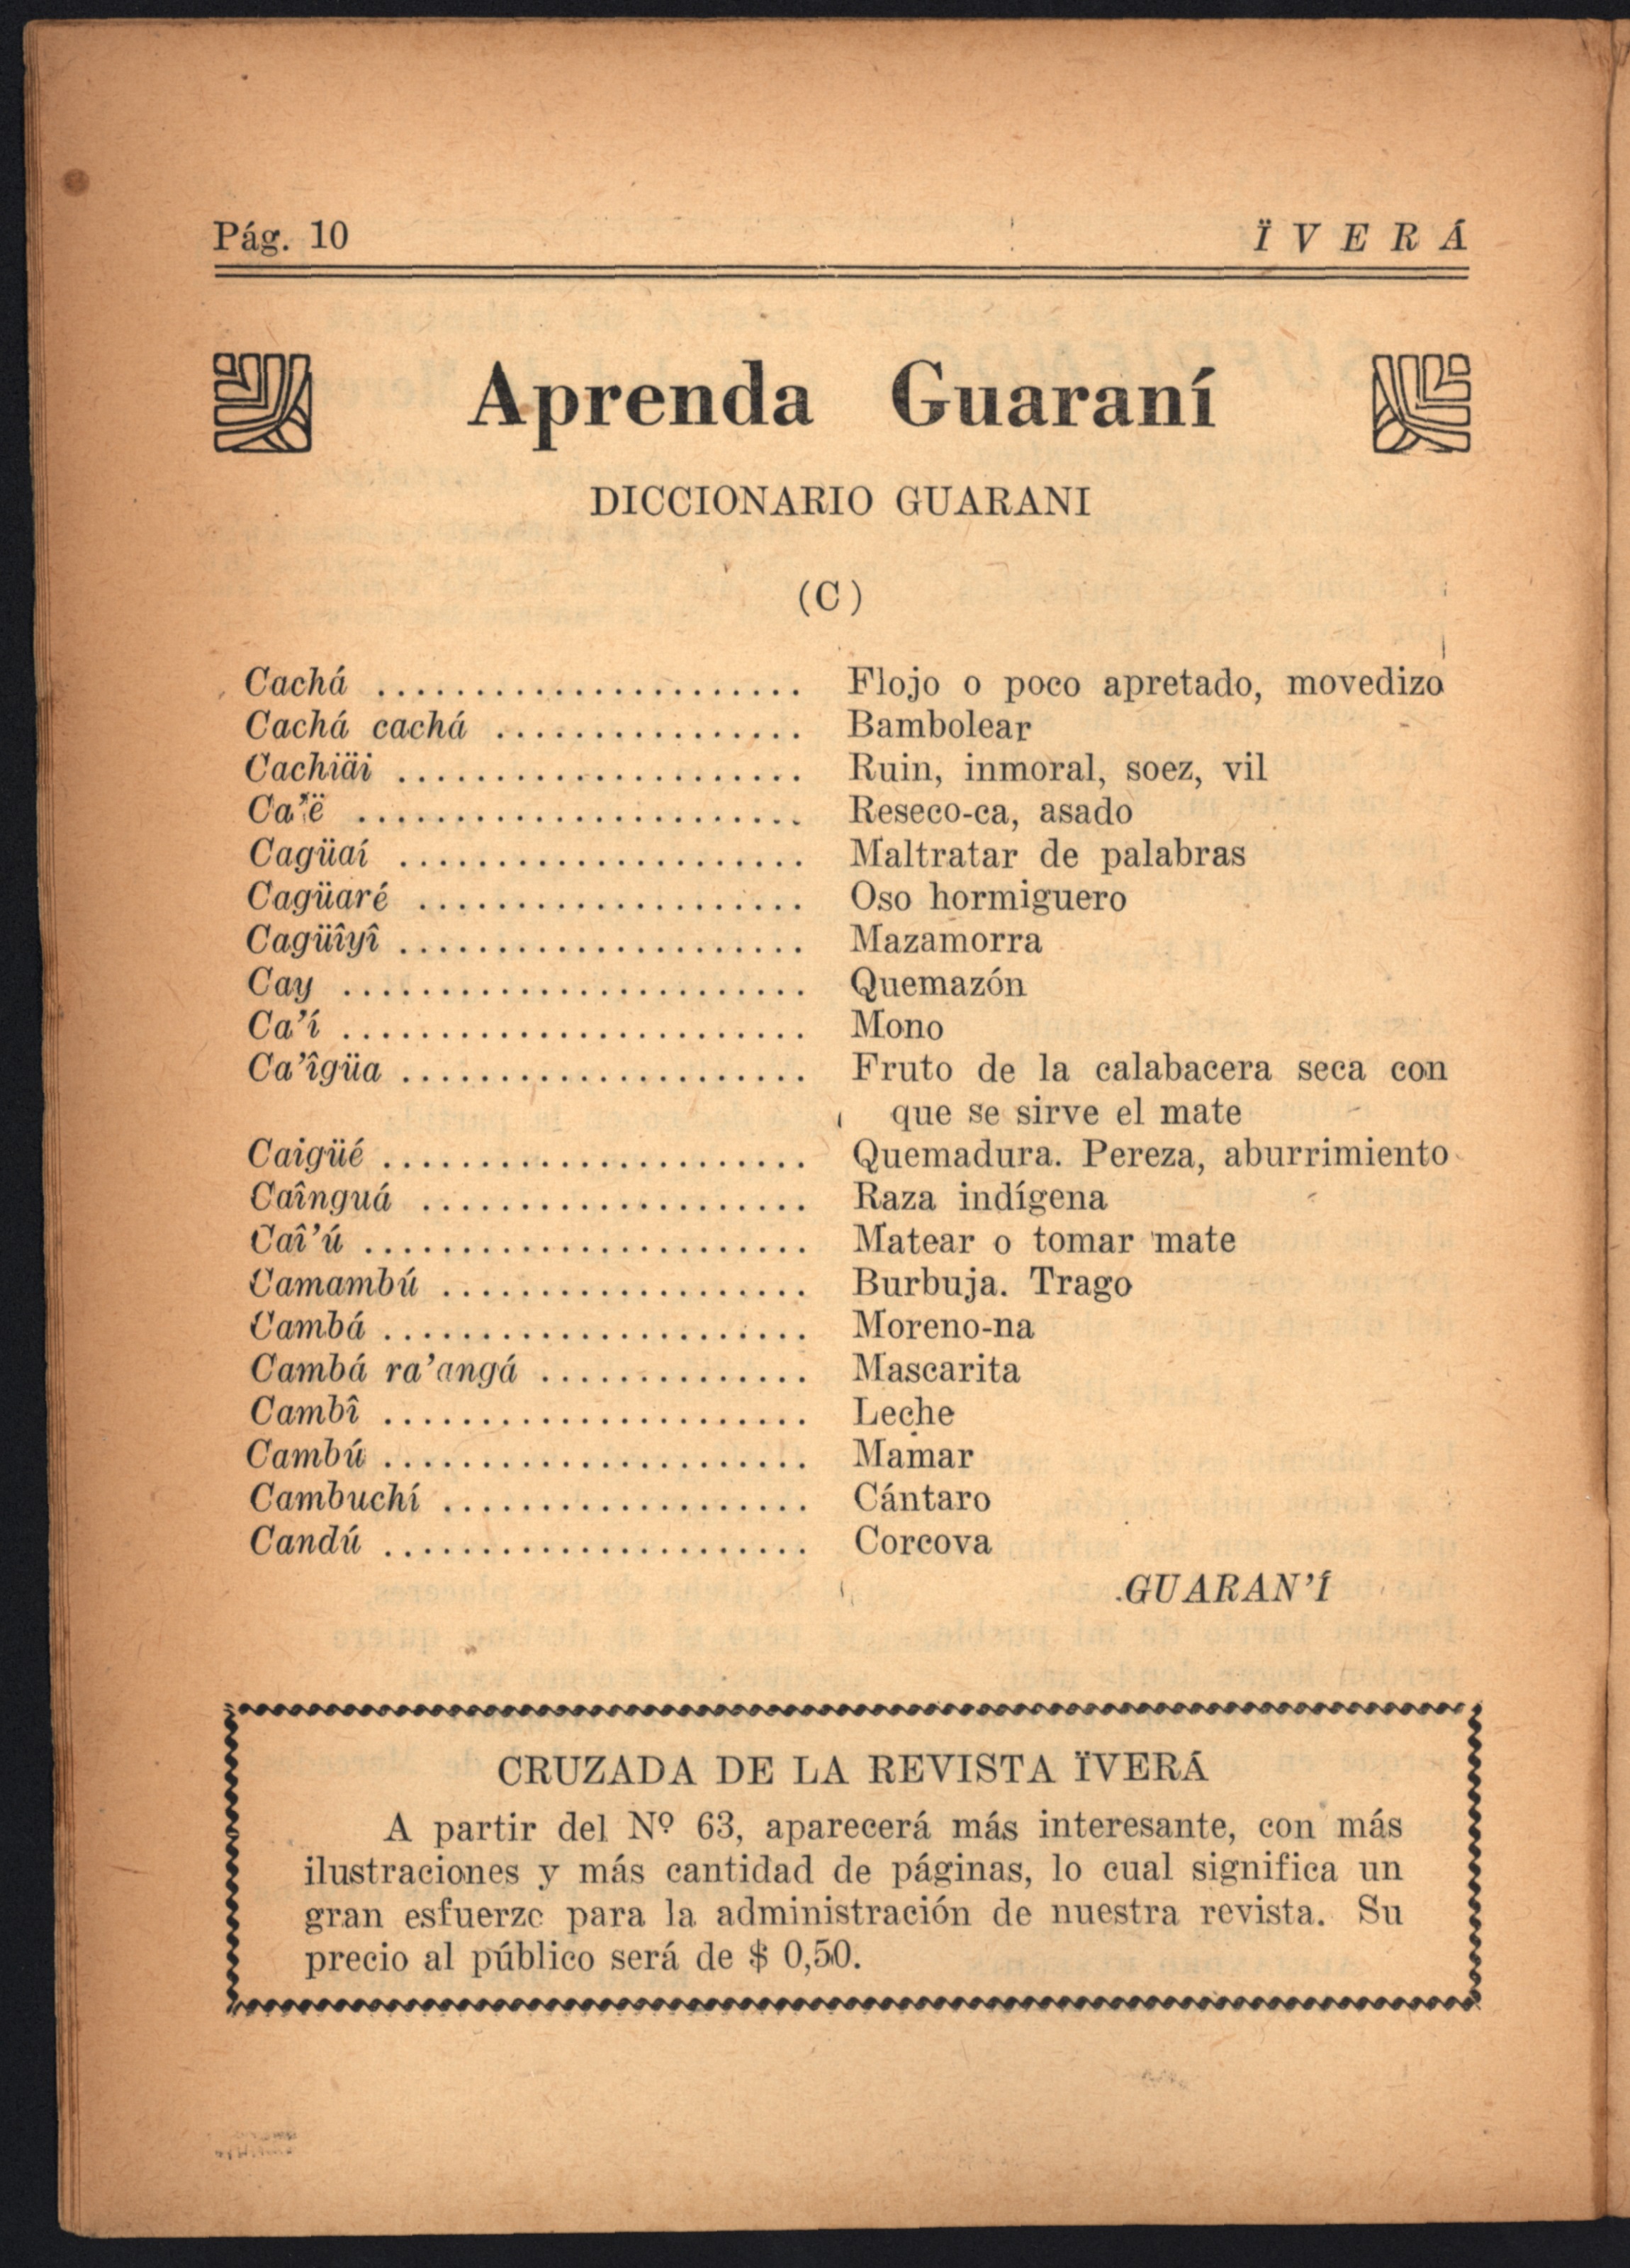 Pág. 10 Ï V E R Á
Aprenda Guaraní
DICCIONARIO GUARANI
(C)
Cachá ...................... Flojo o poco apretado, movedizo
Cachá cachá ................ Bambolear
Cachiäi ..................... Ruin, inmoral, soez, vil
Ca'ë ....................... Reseco-ca, asado
Cagüaí ..................... Maltratar de palabras
Cagüaré .................... Oso hormiguero
Cagüîyî ..................... Mazamorra
Cay ........................ Quemazón
Ca'í ........................ Mono
Ca'îgüa ..................... Fruto de la calabacera seca con
que se sirve el mate
Caigüé ...................... Quemadura. Pereza, aburrimiento
Caînguá .................... Raza indígena
Caî'ú ....................... Matear o tomar mate
Camambú ................... Burbuja. Trago
Cambá ...................... Moreno-na
Cambá ra'angá .............. Mascarita
Cambî ...................... Leche
Cambú ...................... Mamar
Cambuchí ................... Cántaro
Candú ...................... Corcova
GUARAN'Í
CRUZADA DE LA REVISTA ÏVERÁ
A partir del Nº 63, aparecerá más interesante, con más
ilustraciones y más cantidad de páginas, lo cual significa un
gran esfuerzo para la administración de nuestra revista. Su
precio al público será de $ 0,50.